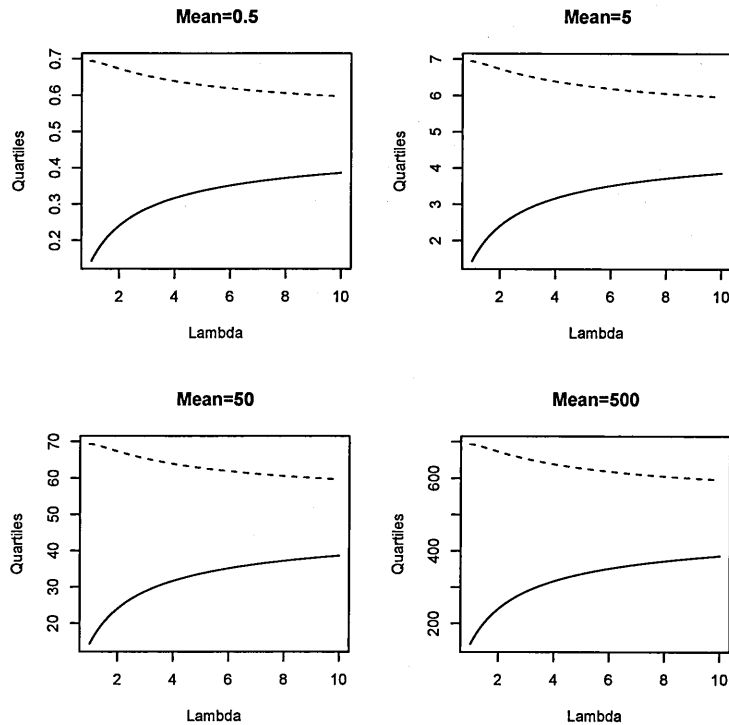 Mean=0.5
Quartiles
0.7
0.6
0.5
0.4
0.3
0.2
2 4 6 8 10
Lambda
Mean=5
Quartiles
7
6
5
4
3
2
2 4 6 8 10
Lambda
Mean=50
Quartiles
70
60
50
40
30
20
2 4 6 8 10
Lambda
Mean=500
Quartiles
600
400
200
2 4 6 8 10
Lambda